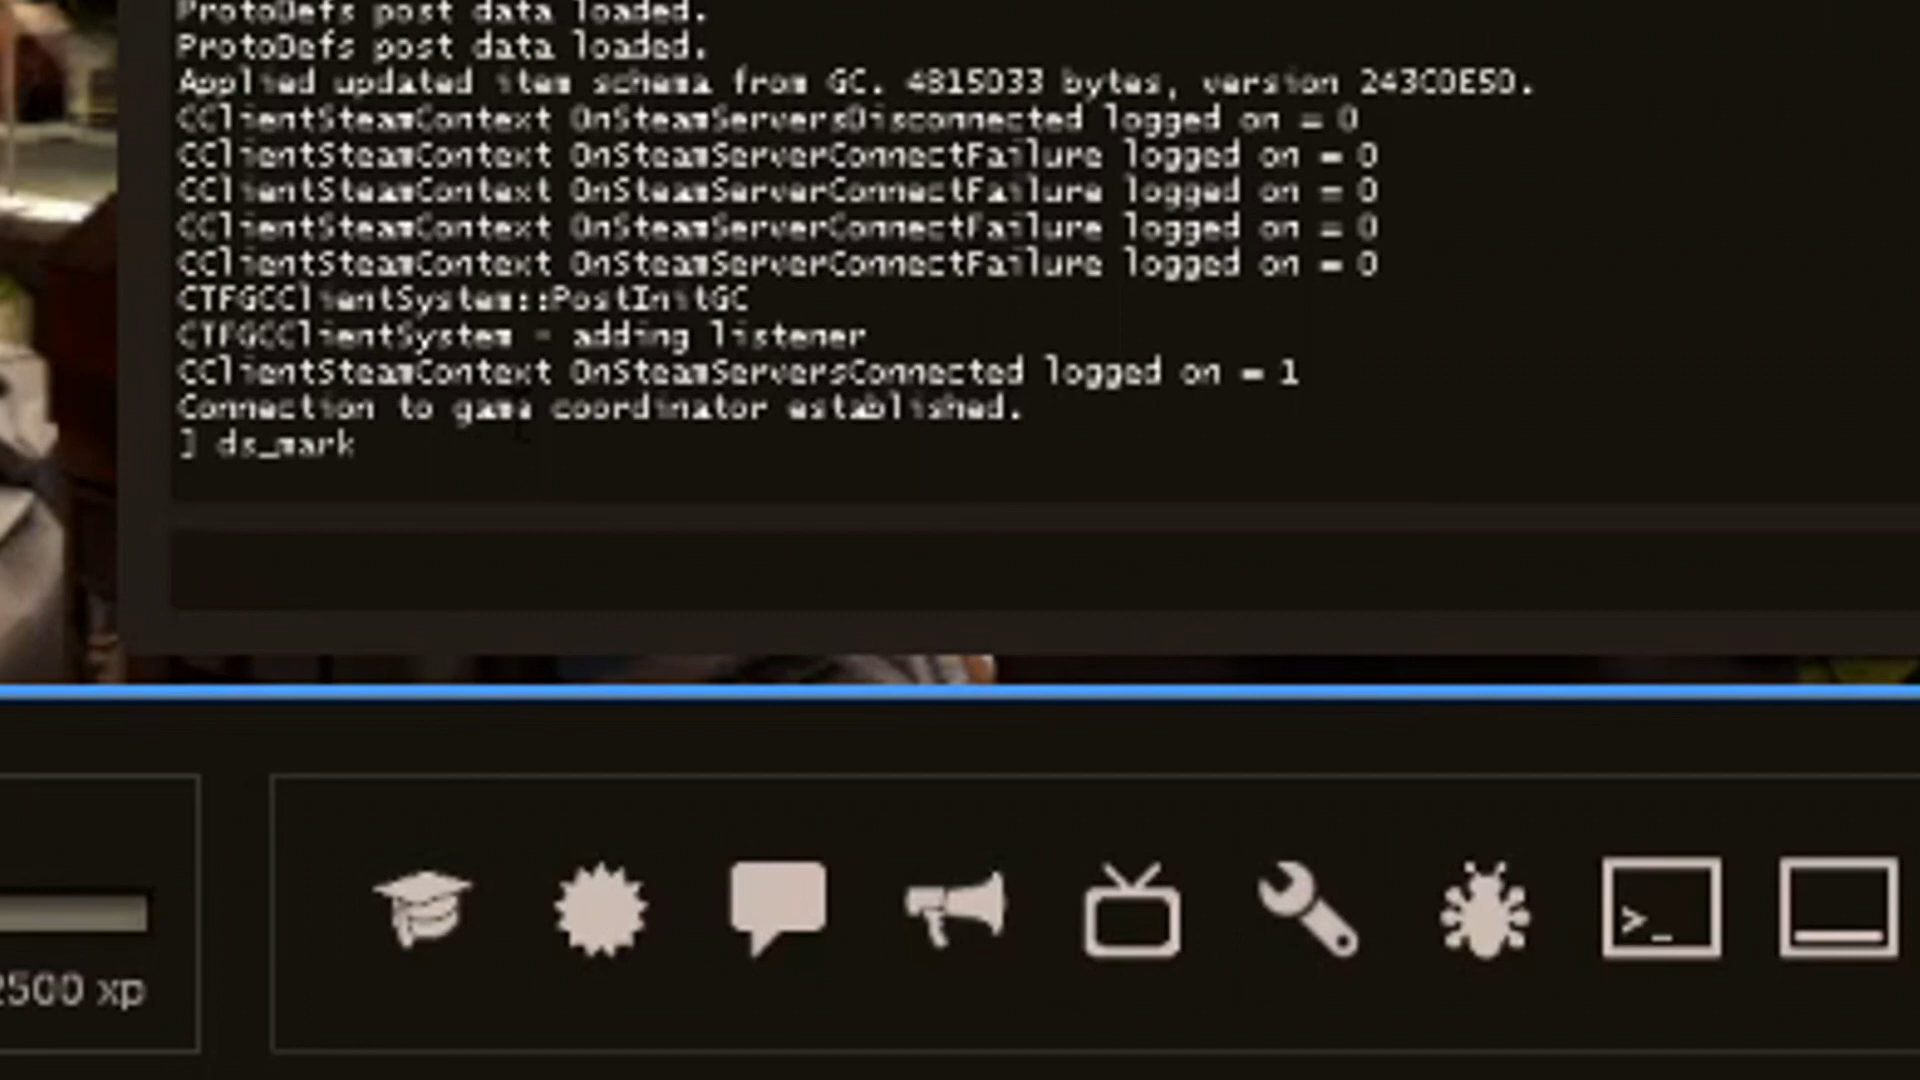 ProtoDefs post data loaded.
ProtoDefs post data loaded.
Applied updated item schema from GC. 4815033 bytes, version 243C0E5D.
CClientSteamContext OnSteamServersDisconnected logged on = 0
CClientSteamContext OnSteamServerConnectFailure logged on = 0
CClientSteamContext OnSteamServerConnectFailure logged on = 0
CClientSteamContext OnSteamServerConnectFailure logged on = 0
CClientSteamContext OnSteamServerConnectFailure logged on = 0
CTFGCClientSystem::PostInitGC
CTFGCClientSystem - adding listener
CClientSteamContext OnSteamServersConnected logged on = 1
Connection to game coordinator established.
] ds_mark
2500 xp
>_